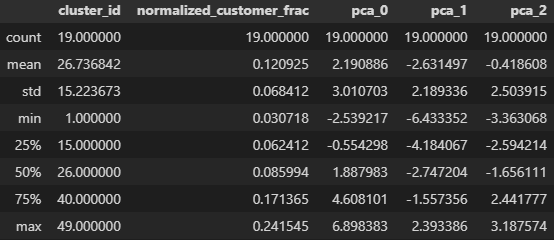 cluster_id normalized_customer_frac pca_0 pca_1 pca_2
count 19.000000 19.000000 19.000000 19.000000 19.000000
mean 26.736842 0.120925 2.190886 -2.631497 -0.418608
std 15.223673 0.068412 3.010703 2.189336 2.503915
min 1.000000 0.030718 -2.539217 -6.433352 -3.363068
25% 15.000000 0.062412 -0.554298 -4.184067 -2.594214
50% 26.000000 0.085994 1.887983 -2.747204 -1.656111
75% 40.000000 0.171365 4.608101 -1.557356 2.441777
max 49.000000 0.241545 6.898383 2.393386 3.187574